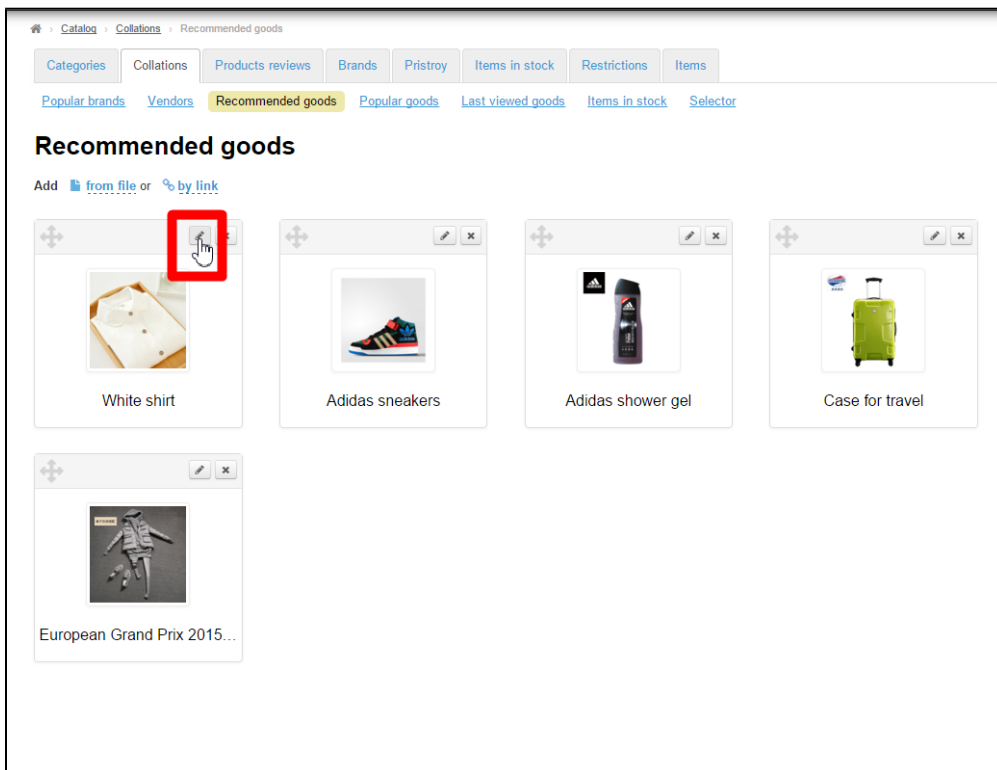 Catalog › Collations › Recommended goods
Categories Collations Products reviews Brands Pristroy Items in stock Restrictions Items
Popular brands Vendors Recommended goods Popular goods Last viewed goods Items in stock Selector
Recommended goods
Add from file or by link
White shirt
Adidas sneakers
Adidas shower gel
Case for travel
European Grand Prix 2015...